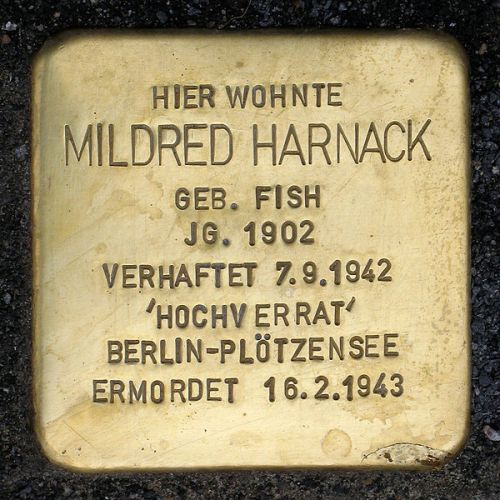 HIER WOHNTE
MILDRED HARNACK
GEB. FISH
JG. 1902
VERHAFTET 7.9.1942
'HOCHVERRAT'
BERLIN-PLÖTZENSEE
ERMORDET 16.2.1943